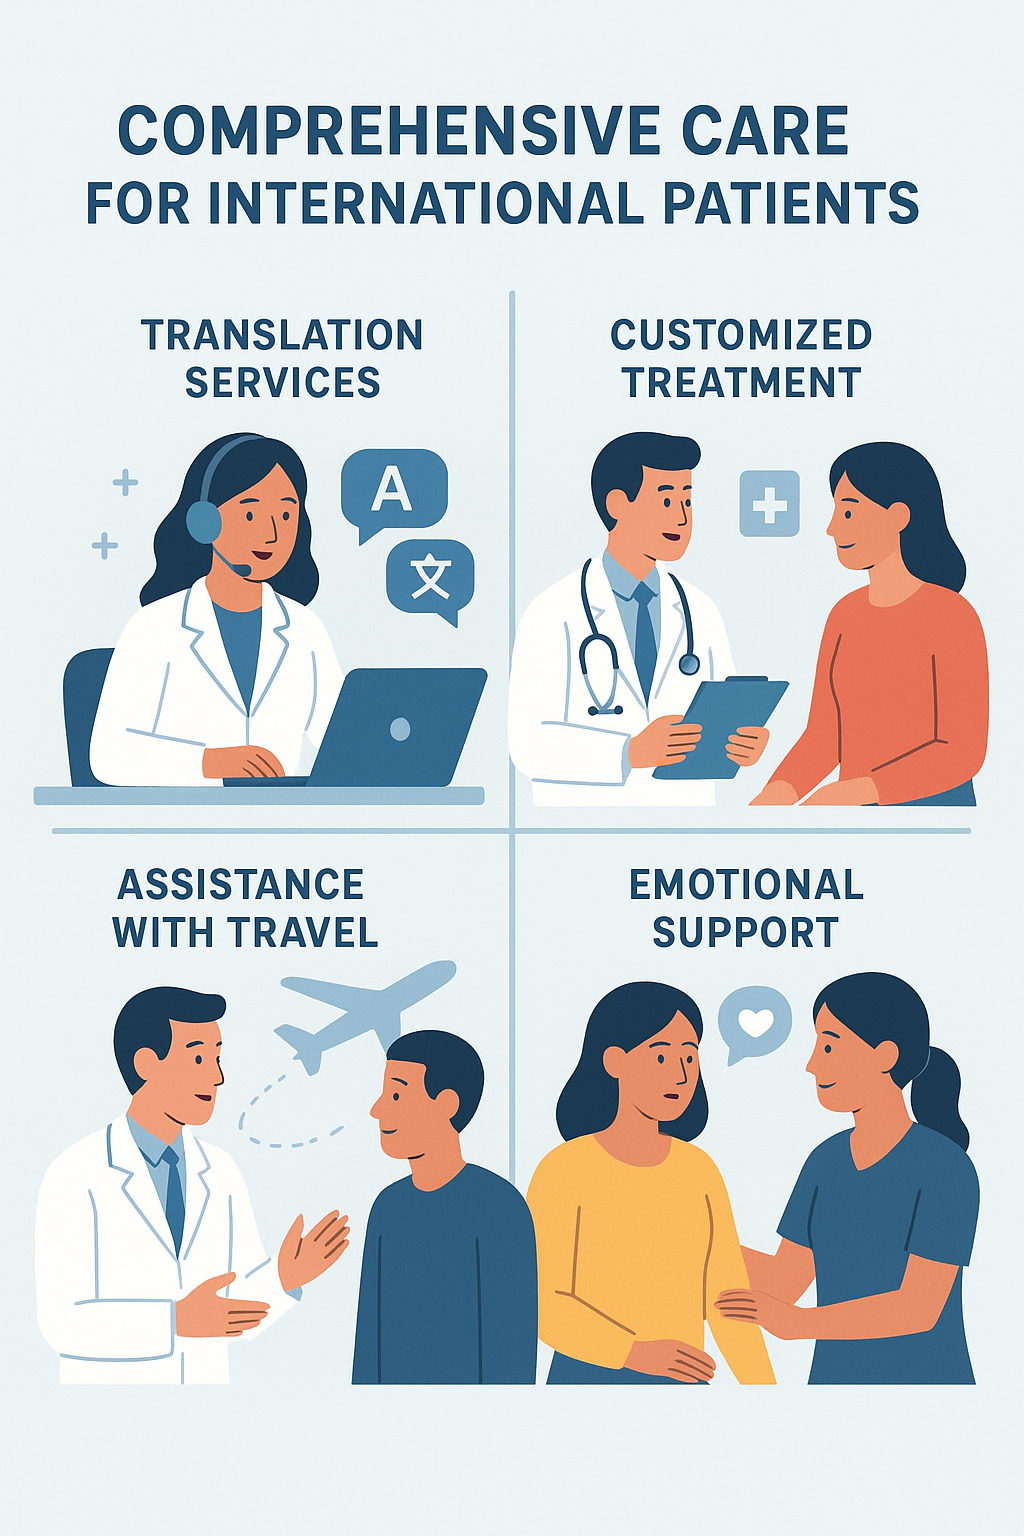 COMPREHENSIVE CARE
FOR INTERNATIONAL PATIENTS
TRANSLATION
SERVICES
A
文
CUSTOMIZED
TREATMENT
ASSISTANCE
WITH TRAVEL
EMOTIONAL
SUPPORT